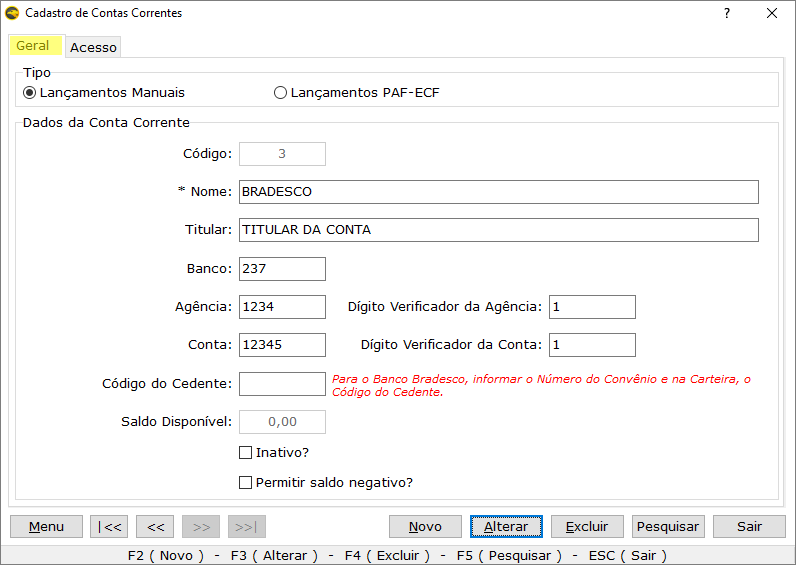 Cadastro de Contas Correntes ?
Geral Acesso
Tipo
Lançamentos Manuais Lançamentos PAF-ECF
Dados da Conta Corrente
Código: 3
* Nome: BRADESCO
Titular: TITULAR DA CONTA
Banco: 237
Agência: 1234 Dígito Verificador da Agência: 1
Conta: 12345 Dígito Verificador da Conta: 1
Código do Cedente: Para o Banco Bradesco, informar o Número do Convênio e na Carteira, o
Código do Cedente.
Saldo Disponível: 0,00
Inativo?
Permitir saldo negativo?
Menu |<< << >> >>| Novo Alterar Excluir Pesquisar Sair
F2 ( Novo ) - F3 ( Alterar ) - F4 ( Excluir ) - F5 ( Pesquisar ) - ESC ( Sair )